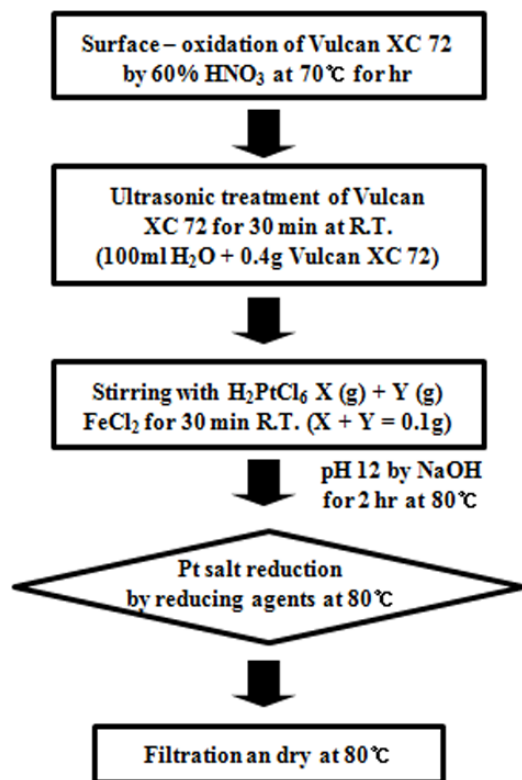 Surface – oxidation of Vulcan XC 72
by 60% HNO₃ at 70℃ for hr
Ultrasonic treatment of Vulcan
XC 72 for 30 min at R.T.
(100ml H₂O + 0.4g Vulcan XC 72)
Stirring with H₂PtCl₆ X (g) + Y (g)
FeCl₂ for 30 min R.T. (X + Y = 0.1g)
pH 12 by NaOH
for 2 hr at 80℃
Pt salt reduction
by reducing agents at 80℃
Filtration an dry at 80℃